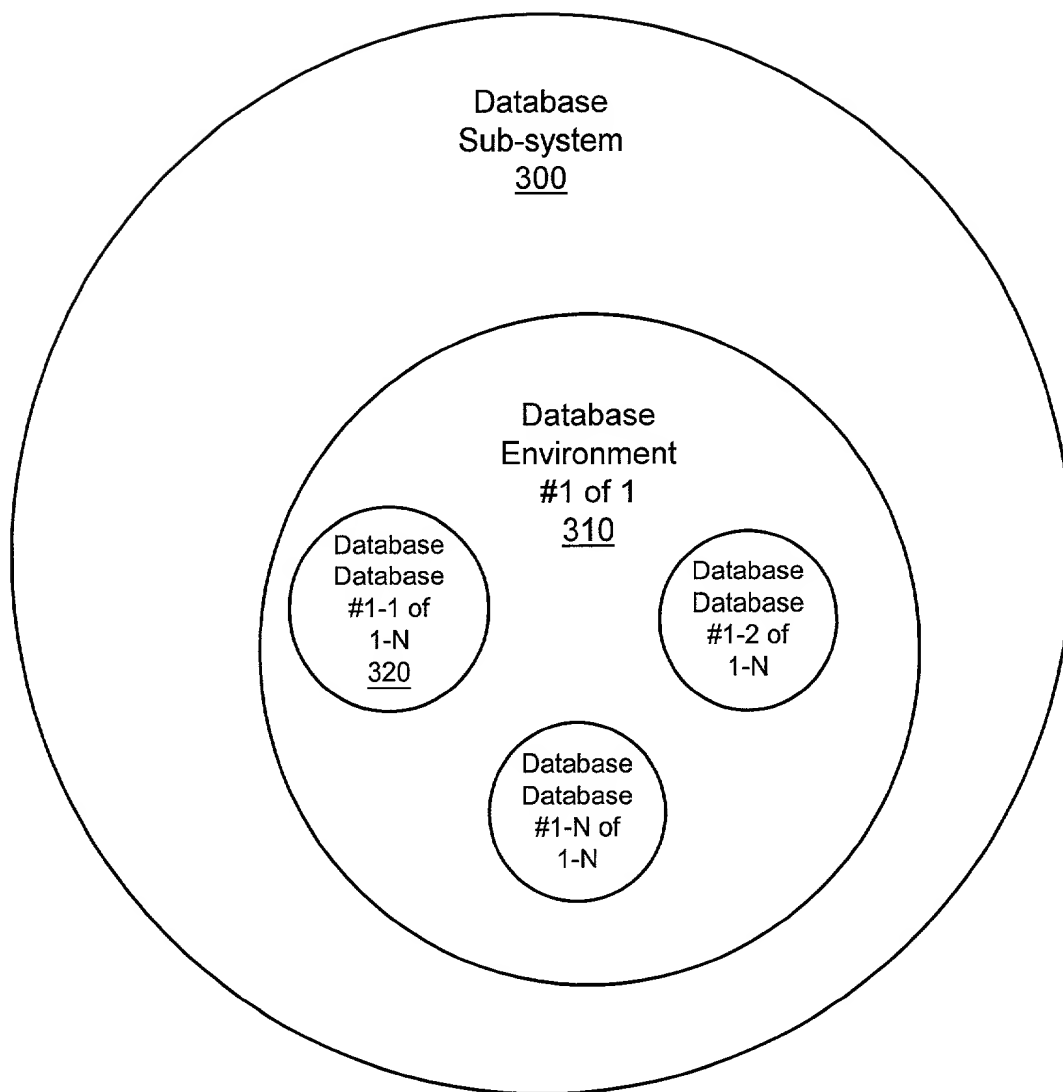 Database
Sub-system
300
Database
Environment
#1 of 1
310
Database
Database
#1-1 of
1-N
320
Database
Database
#1-2 of
1-N
Database
Database
#1-N of
1-N